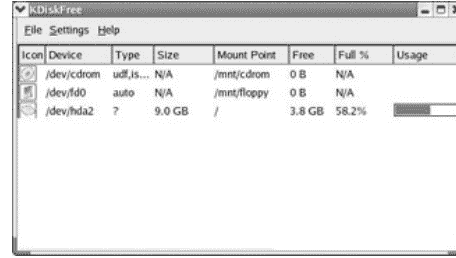 KDiskFree
File Settings Help
Icon Device Type Size Mount Point Free Full % Usage
/dev/cdrom udf,is... N/A /mnt/cdrom 0 B N/A
/dev/fd0 auto N/A /mnt/floppy 0 B N/A
/dev/hda2 ? 9.0 GB / 3.8 GB 58.2%